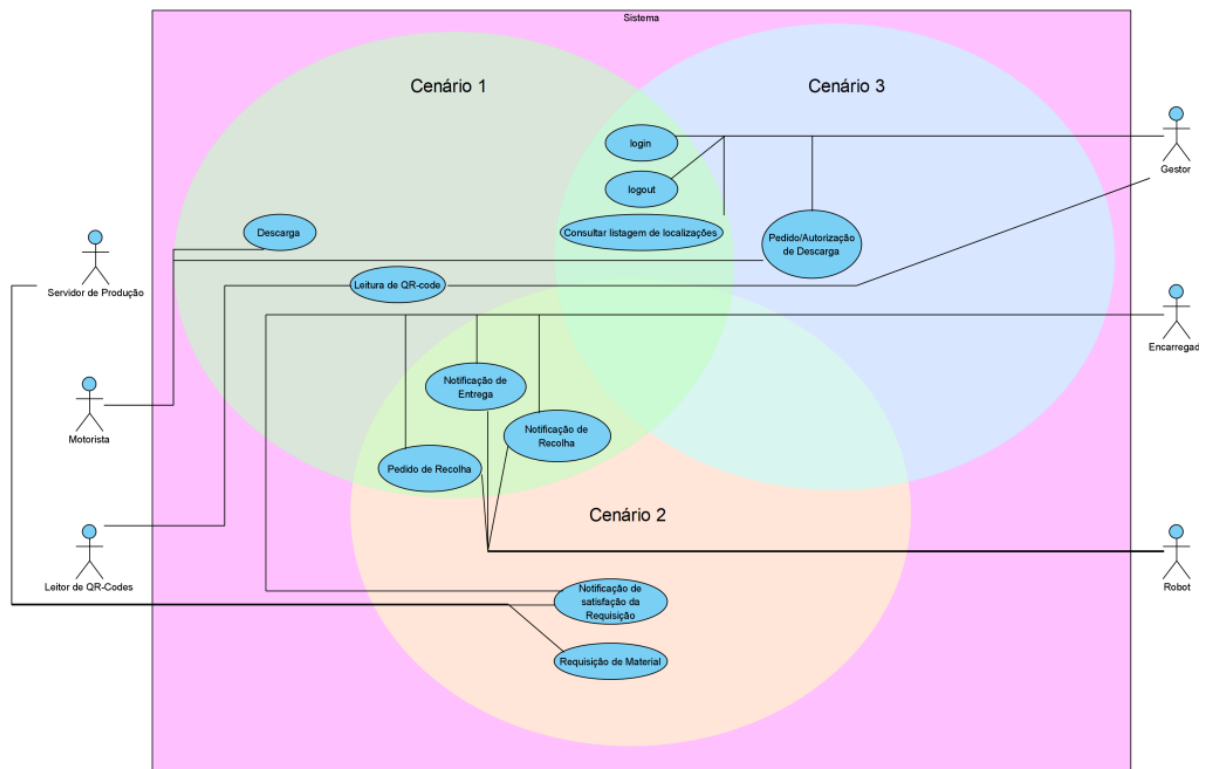 Sistema
Cenário 1
Cenário 3
login
logout
Gestor
Descarga
Consultar listagem de localizações
Pedido/Autorização
de Descarga
Servidor de Produção
Leitura de QR-code
Encarregad
Notificação de
Entrega
Motorista
Notificação de
Recolha
Pedido de Recolha
Cenário 2
Leitor de QR-Codes
Robot
Notificação de
satisfação da
Requisição
Requisição de Material